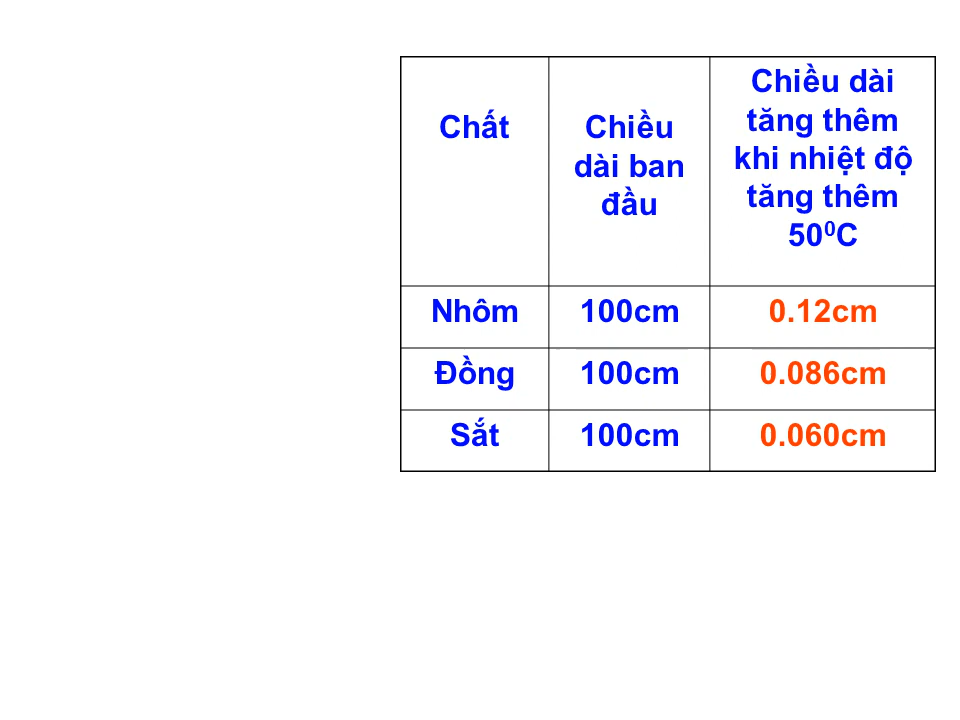 Chất
Chiều
dài ban
đầu
Chiều dài
tăng thêm
khi nhiệt độ
tăng thêm
50⁰C
Nhôm 100cm 0.12cm
Đồng 100cm 0.086cm
Sắt 100cm 0.060cm